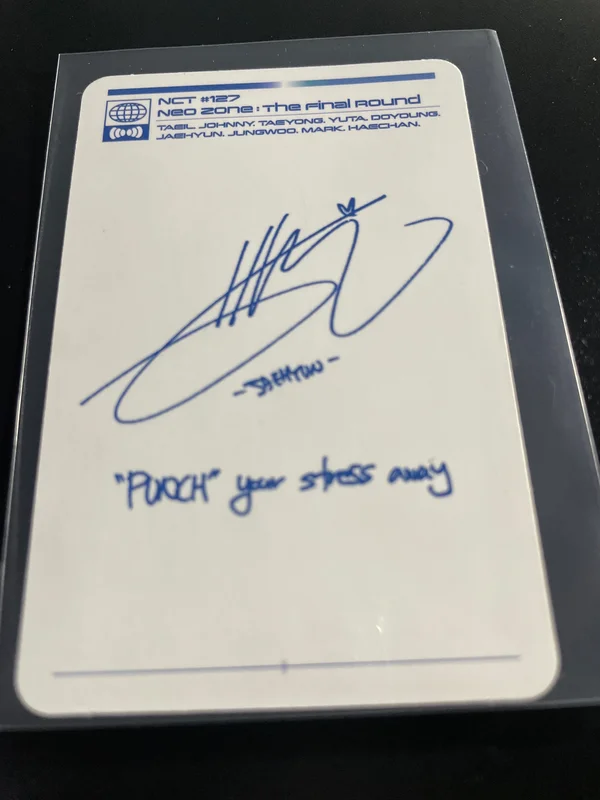 NCT #127
Neo Zone : The Final Round
TAEIL. JOHNNY. TAEYONG. YUTA. DOYOUNG.
JAEHYUN. JUNGWOO. MARK. HAECHAN.
-JAEHYUN-
"PUNCH" your stress away